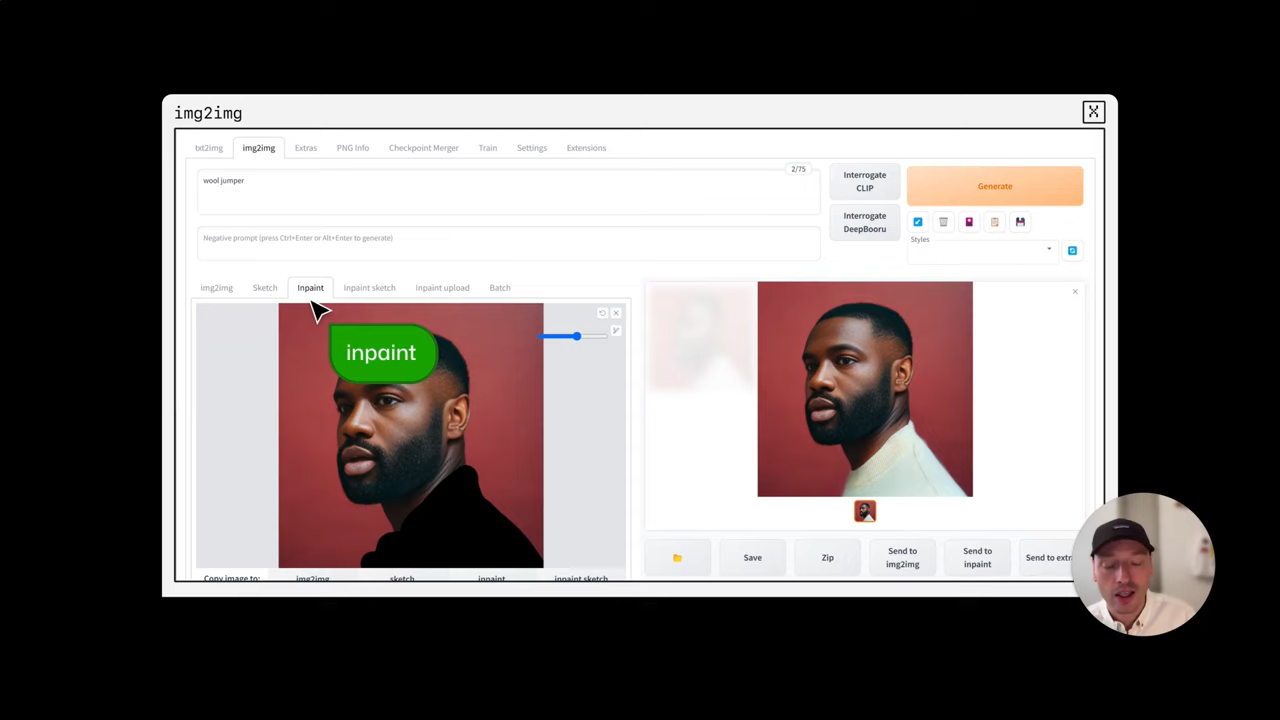 img2img
X
txt2img img2img Extras PNG Info Checkpoint Merger Train Settings Extensions
2/75
wool jumper
Interrogate
CLIP
Generate
Interrogate
DeepBooru
Negative prompt (press Ctrl+Enter or Alt+Enter to generate)
Styles
img2img Sketch Inpaint Inpaint sketch Inpaint upload Batch
inpaint
Save
Zip
Send to
img2img
Send to
inpaint
Send to extr
Copy image to: img2img sketch inpaint inpaint sketch